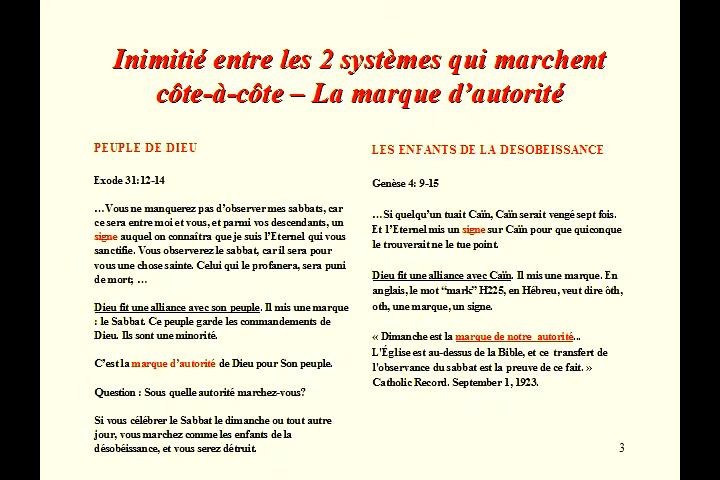 Inimitié entre les 2 systèmes qui marchent
côte-à-côte – La marque d'autorité
PEUPLE DE DIEU
Exode 31:12-14
…Vous ne manquerez pas d'observer mes sabbats, car
ce sera entre moi et vous, et parmi vos descendants, un
signe auquel on connaîtra que je suis l'Eternel qui vous
sanctifie. Vous observerez le sabbat, car il sera pour
vous une chose sainte. Celui qui le profanera, sera puni
de mort; …
Dieu fit une alliance avec son peuple. Il mis une marque
: le Sabbat. Ce peuple garde les commandements de
Dieu. Ils sont une minorité.
C'est la marque d'autorité de Dieu pour Son peuple.
Question : Sous quelle autorité marchez-vous?
Si vous célébrer le Sabbat le dimanche ou tout autre
jour, vous marchez comme les enfants de la
désobéissance, et vous serez détruit.
LES ENFANTS DE LA DESOBEISSANCE
Genèse 4: 9-15
…Si quelqu'un tuait Caïn, Caïn serait vengé sept fois.
Et l'Eternel mis un signe sur Caïn pour que quiconque
le trouverait ne le tue point.
Dieu fit une alliance avec Caïn. Il mis une marque. En
anglais, le mot “mark” H225, en Hébreu, veut dire ôth,
oth, une marque, un signe.
« Dimanche est la marque de notre autorité...
L'Église est au-dessus de la Bible, et ce transfert de
l'observance du sabbat est la preuve de ce fait. »
Catholic Record. September 1, 1923.
3